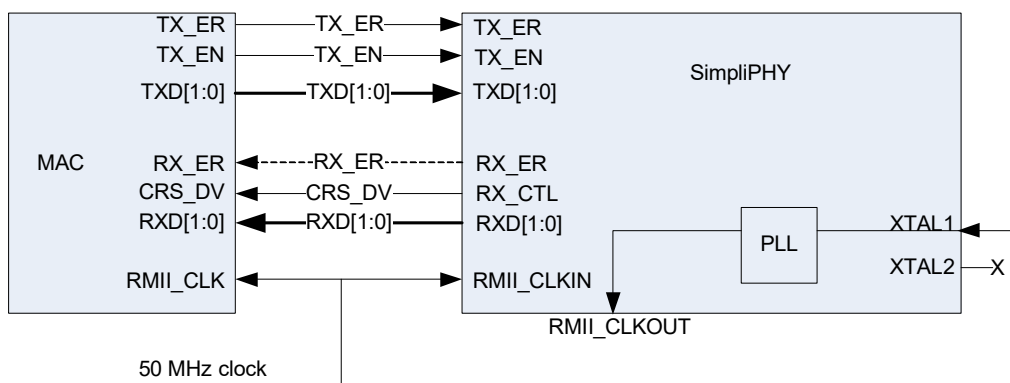 TX_ER TX_ER TX_ER
TX_EN TX_EN TX_EN
SimpliPHY
TXD[1:0] TXD[1:0] TXD[1:0]
MAC
RX_ER RX_ER RX_ER
CRS_DV CRS_DV RX_CTL
RXD[1:0] RXD[1:0] RXD[1:0]
XTAL1
PLL
XTAL2 X
RMII_CLK RMII_CLKIN
RMII_CLKOUT
50 MHz clock